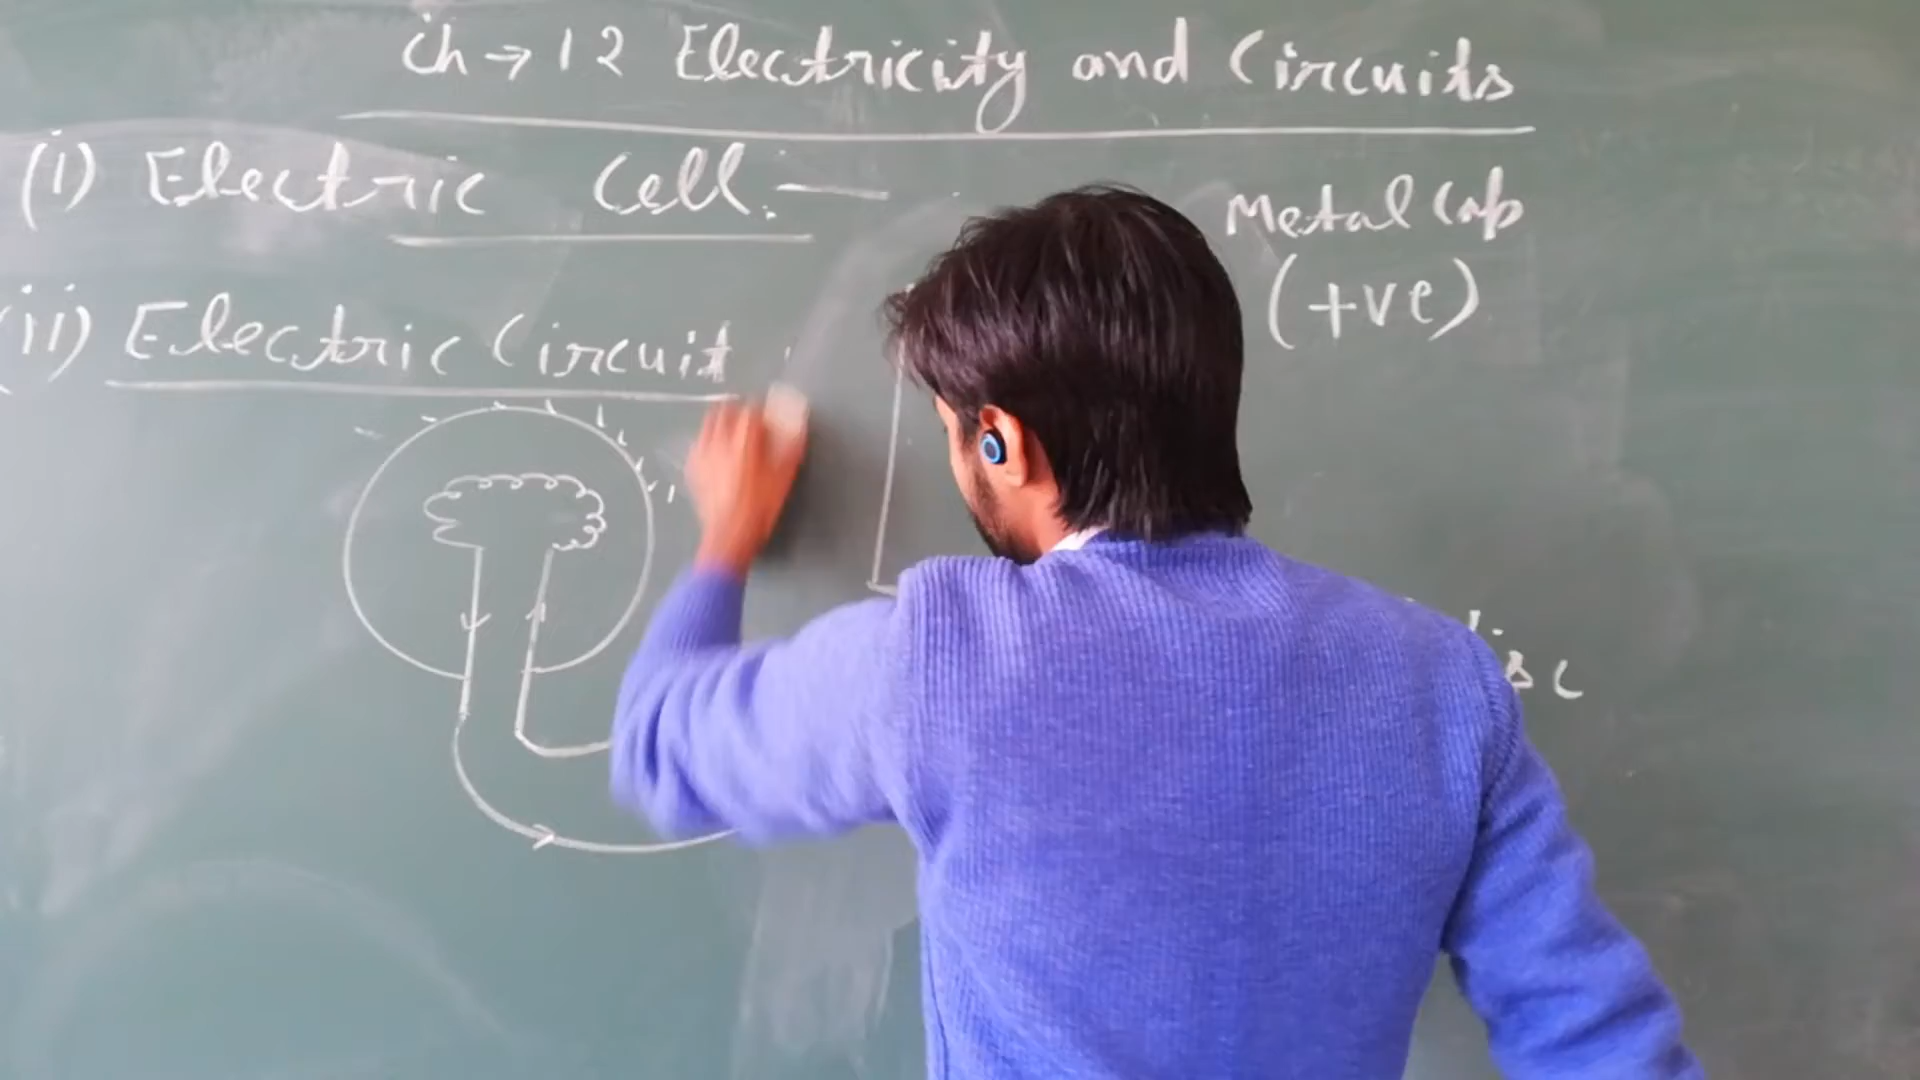 Ch → 12 Electricity and Circuits
(i) Electric Cell :—
Metal Cap
(+ve)
(ii) Electric Circuit